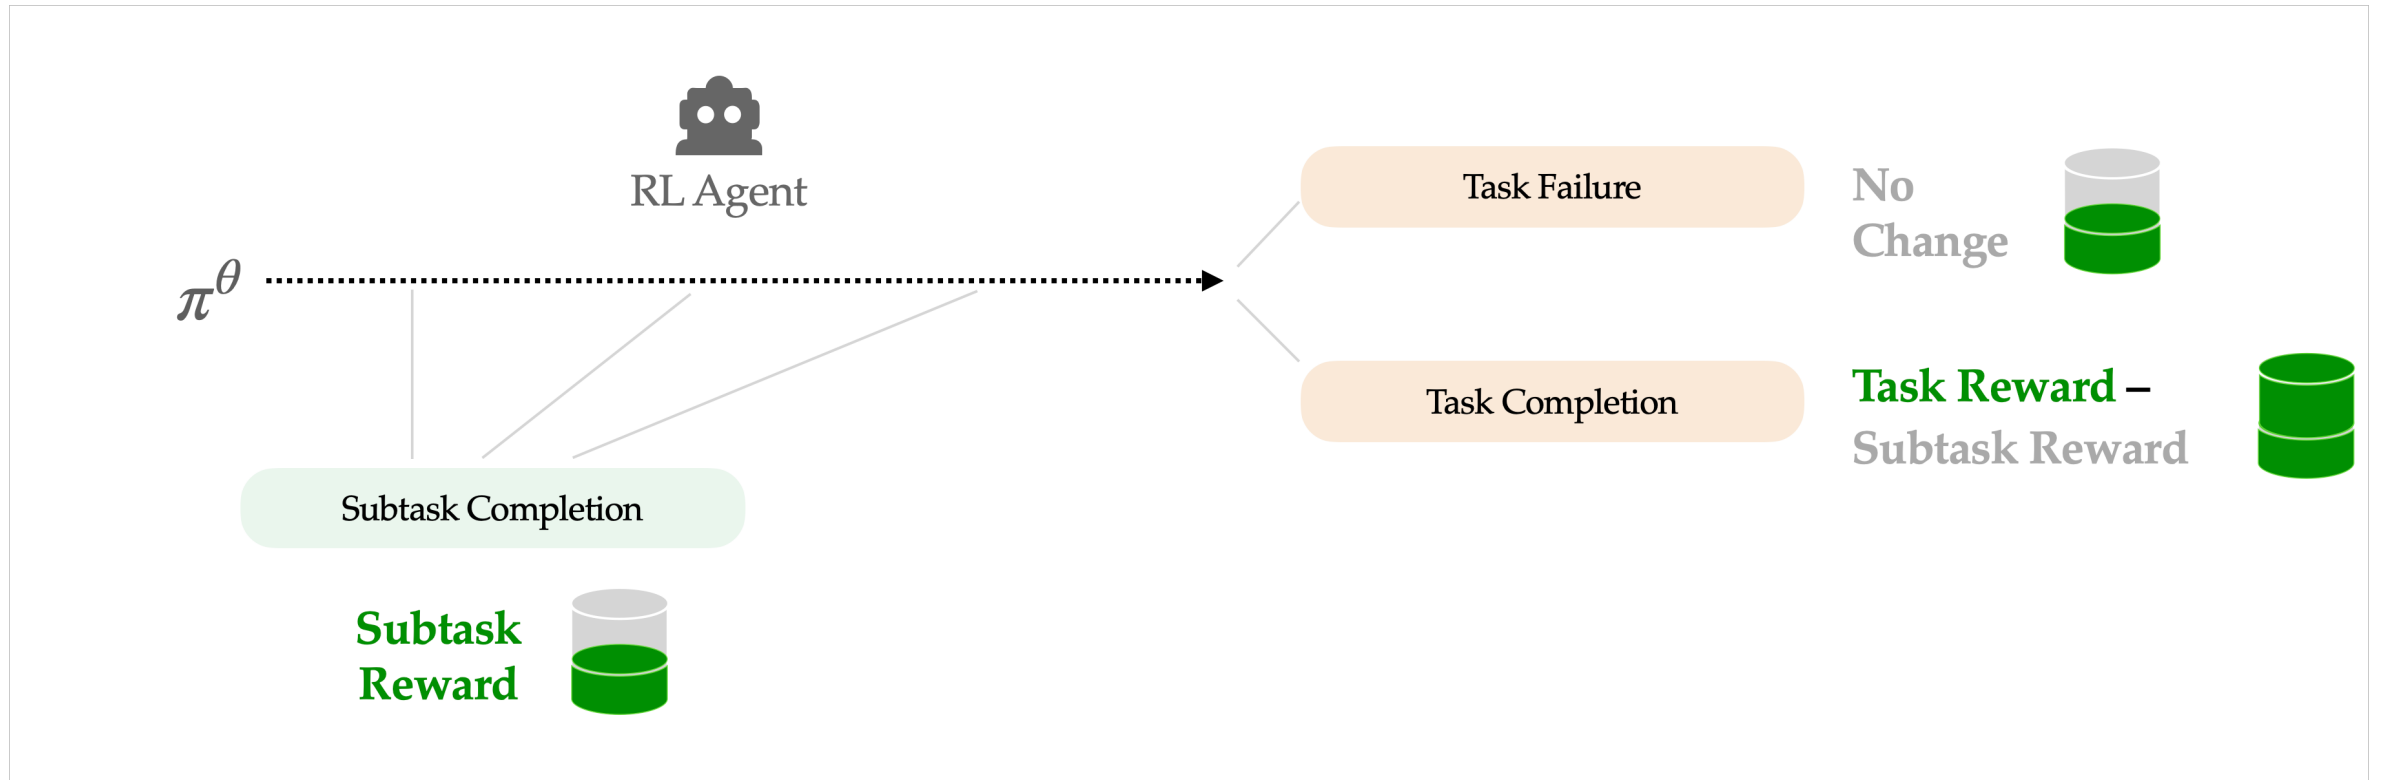 RL Agent
πθ
Task Failure
No
Change
Task Completion
Task Reward –
Subtask Reward
Subtask Completion
Subtask
Reward